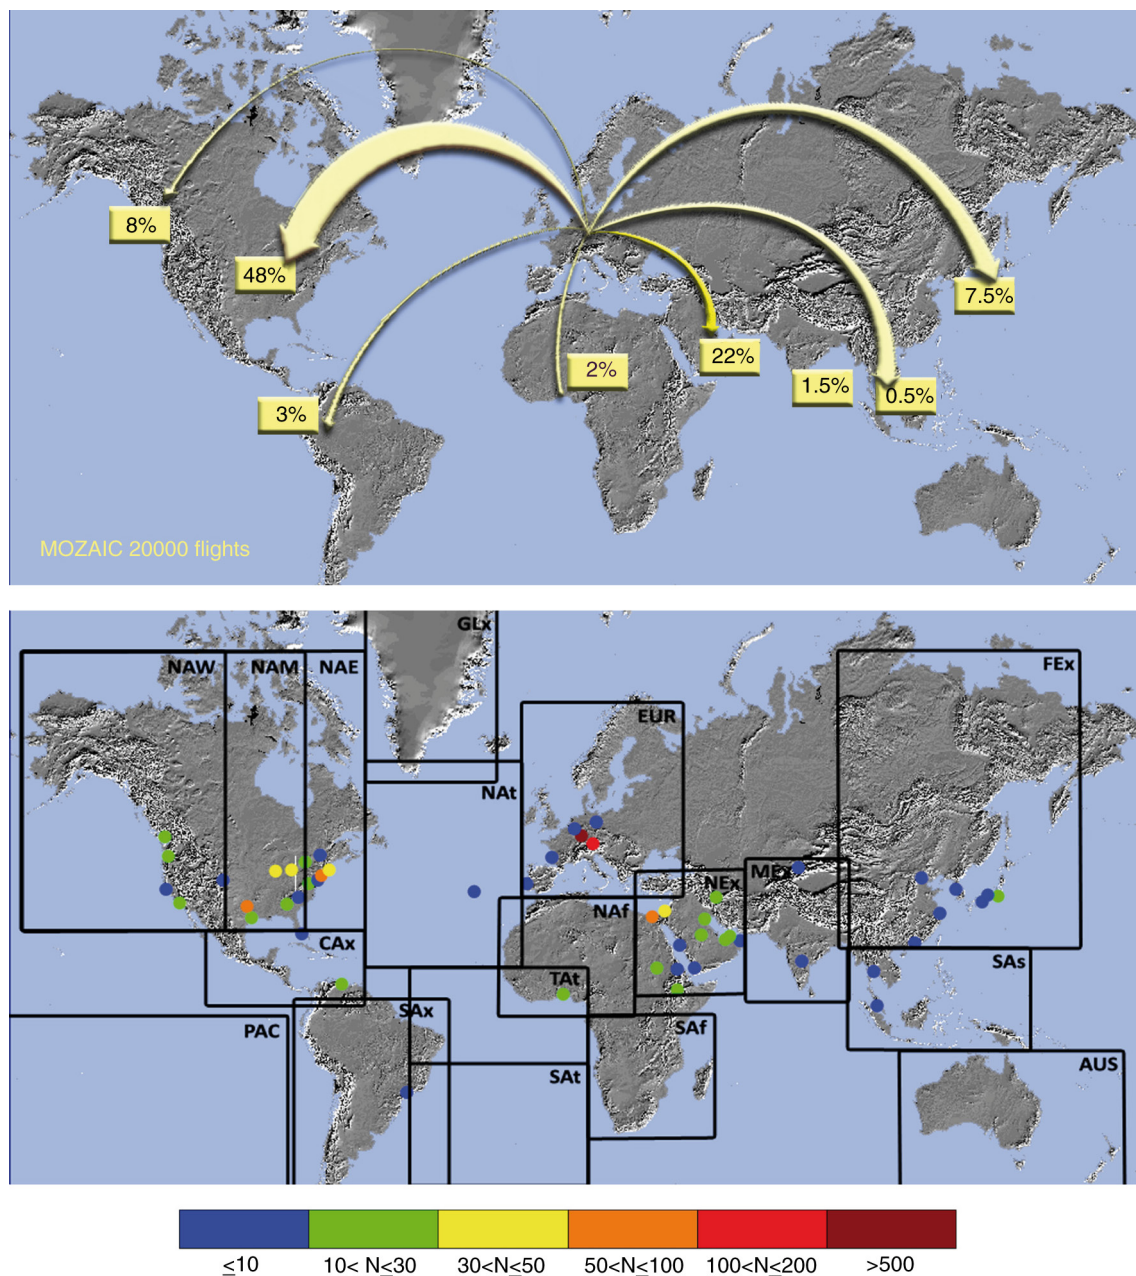 8%
48%
7.5%
22%
2%
1.5%
0.5%
3%
MOZAIC 20000 flights
GLx
NAW NAM NAE FEx
EUR
NAt
MEx
NEx
NAf
CAx
SAs
TAt
SAx
PAC SAf
AUS
SAt
≤10 10< N≤30 30<N≤50 50<N≤100 100<N≤200 >500